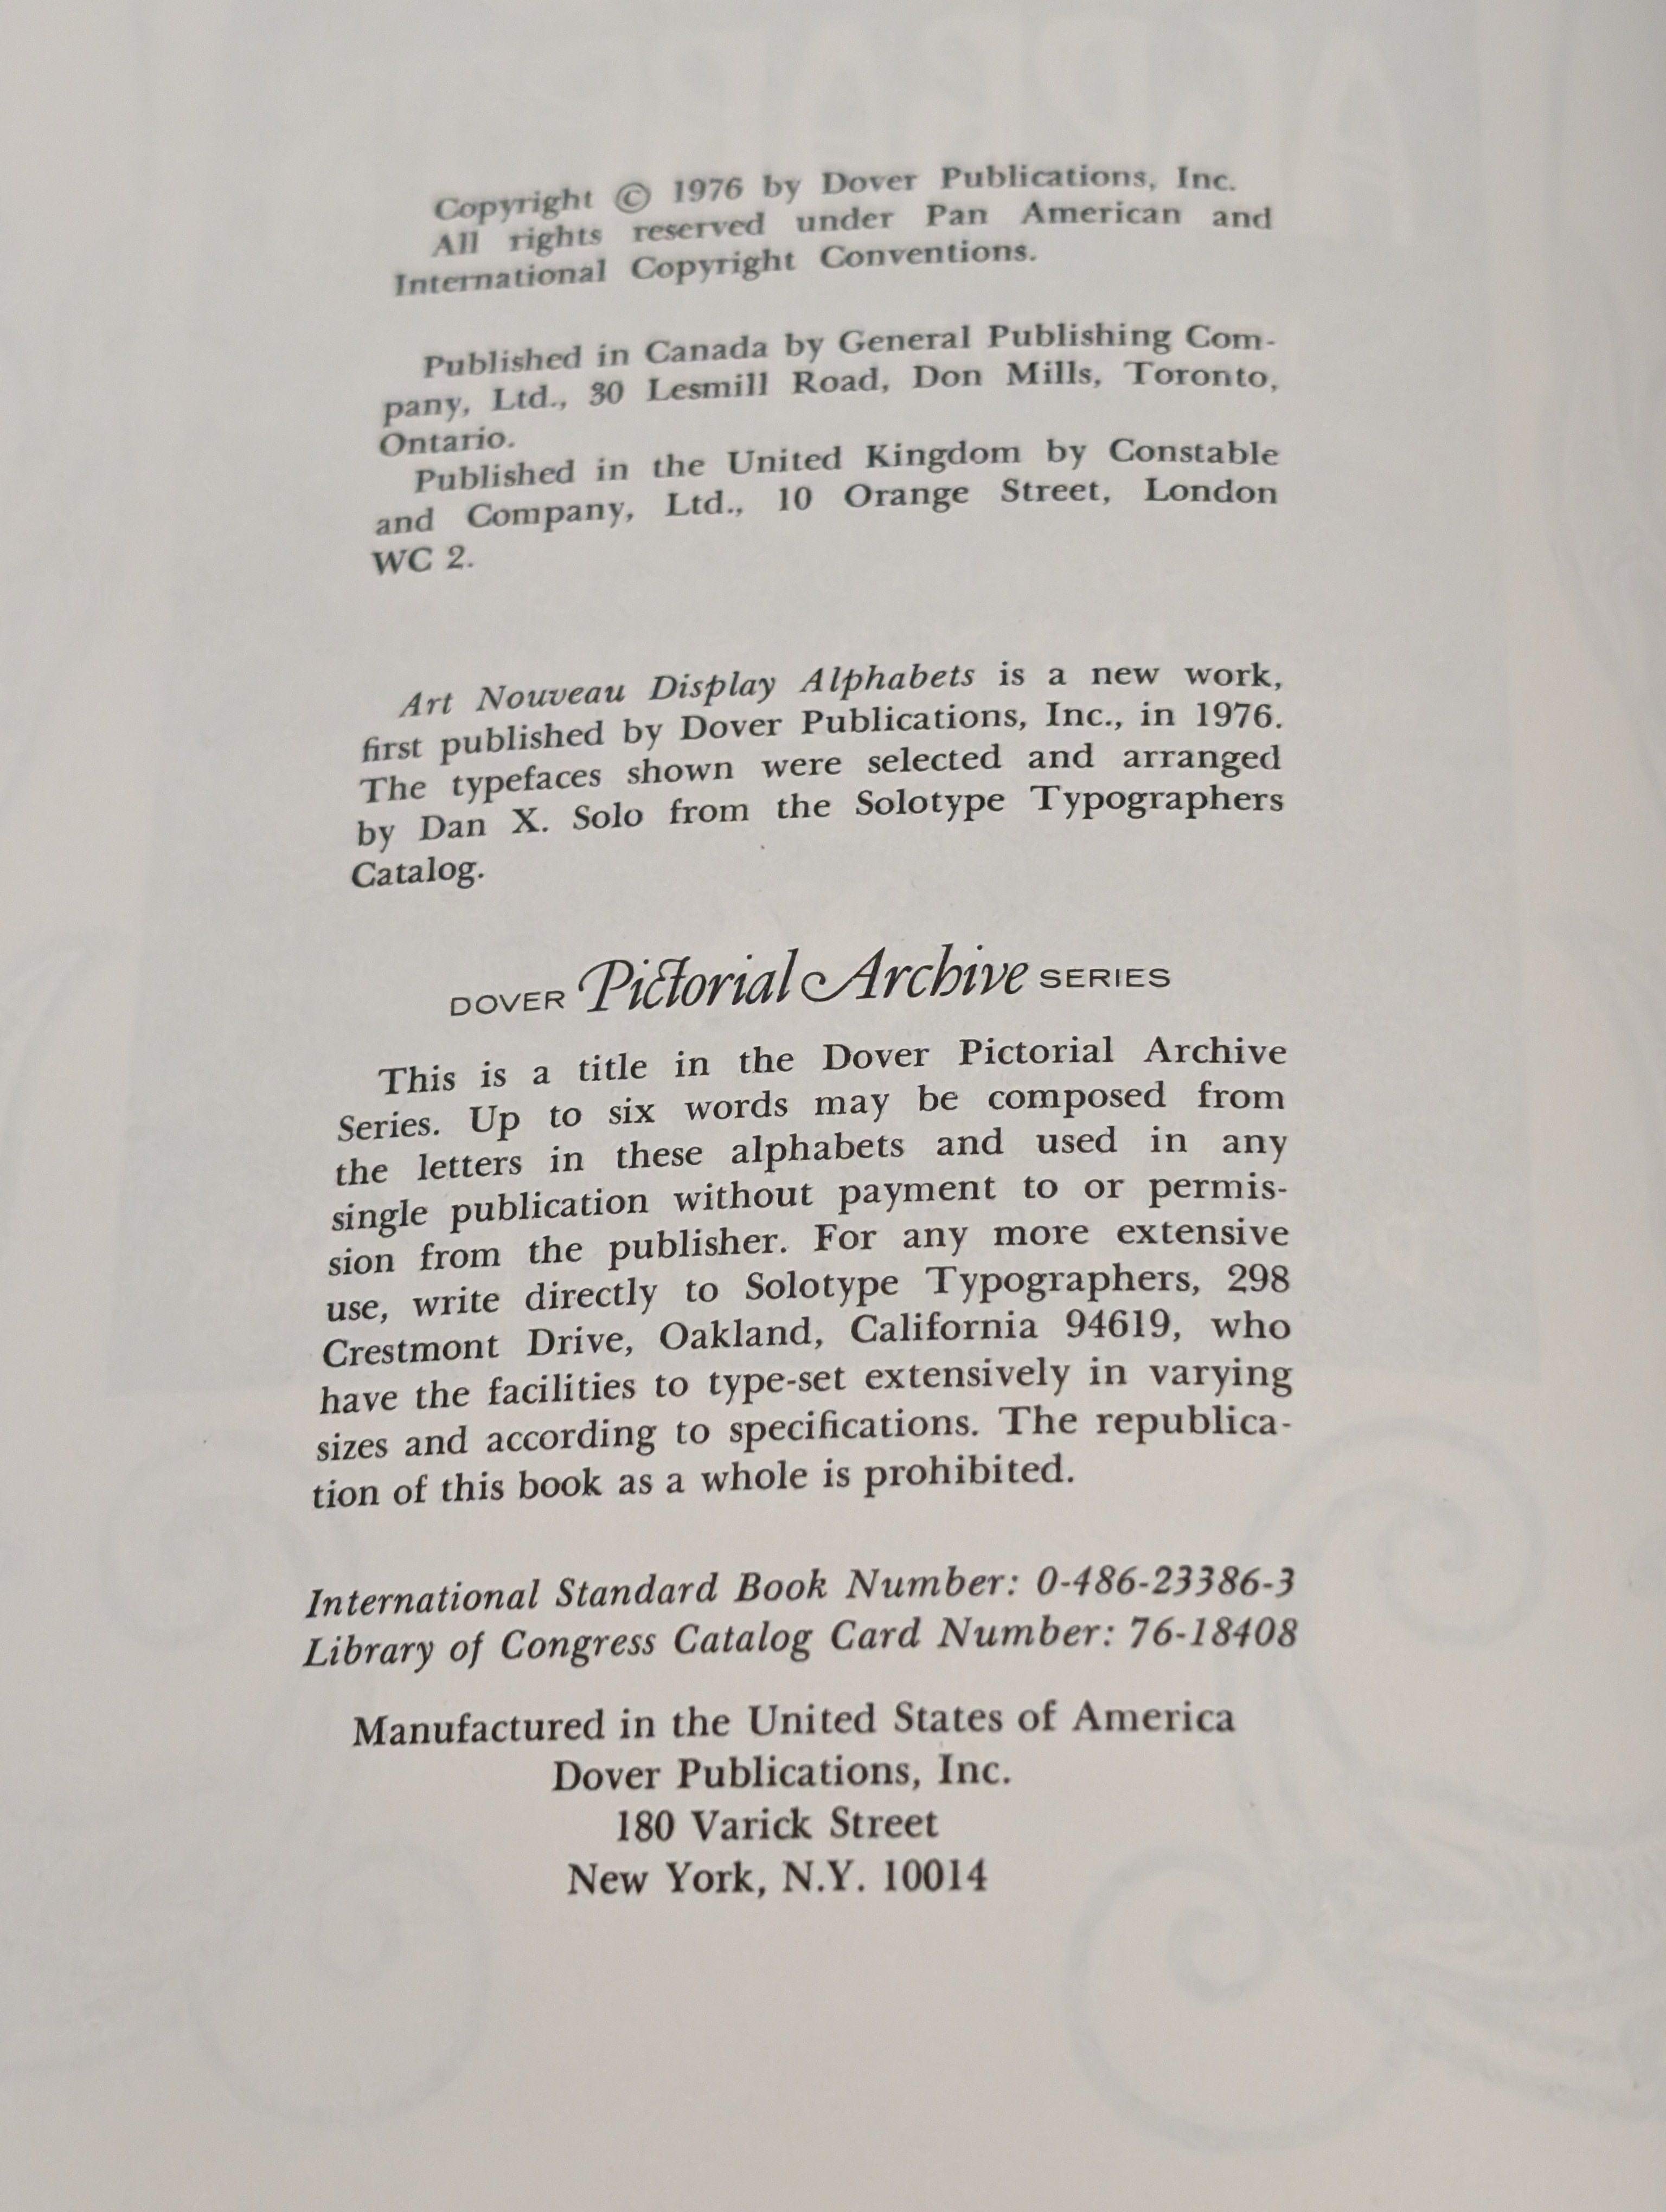 Copyright © 1976 by Dover Publications, Inc.
All rights reserved under Pan American and
International Copyright Conventions.
Published in Canada by General Publishing Com-
pany, Ltd., 30 Lesmill Road, Don Mills, Toronto,
Ontario.
Published in the United Kingdom by Constable
and Company, Ltd., 10 Orange Street, London
WC 2.
Art Nouveau Display Alphabets is a new work,
first published by Dover Publications, Inc., in 1976.
The typefaces shown were selected and arranged
by Dan X. Solo from the Solotype Typographers
Catalog.
DOVER Pictorial Archive SERIES
This is a title in the Dover Pictorial Archive
Series. Up to six words may be composed from
the letters in these alphabets and used in any
single publication without payment to or permis-
sion from the publisher. For any more extensive
use, write directly to Solotype Typographers, 298
Crestmont Drive, Oakland, California 94619, who
have the facilities to type-set extensively in varying
sizes and according to specifications. The republica-
tion of this book as a whole is prohibited.
International Standard Book Number: 0-486-23386-3
Library of Congress Catalog Card Number: 76-18408
Manufactured in the United States of America
Dover Publications, Inc.
180 Varick Street
New York, N.Y. 10014